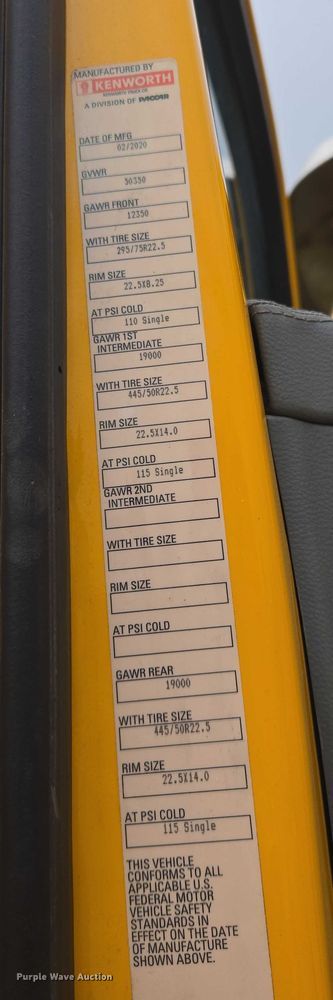 MANUFACTURED BY
KENWORTH
KENWORTH TRUCK CO.
A DIVISION OF PACCAR
DATE OF MFG
02/2020
GVWR
50350
GAWR FRONT
12350
WITH TIRE SIZE
295/75R22.5
RIM SIZE
22.5X8.25
AT PSI COLD
110 Single
GAWR 1ST
INTERMEDIATE
19000
WITH TIRE SIZE
445/50R22.5
RIM SIZE
22.5X14.0
AT PSI COLD
115 Single
GAWR 2ND
INTERMEDIATE
WITH TIRE SIZE
RIM SIZE
AT PSI COLD
GAWR REAR
19000
WITH TIRE SIZE
445/50R22.5
RIM SIZE
22.5X14.0
AT PSI COLD
115 Single
THIS VEHICLE
CONFORMS TO ALL
APPLICABLE U.S.
FEDERAL MOTOR
VEHICLE SAFETY
STANDARDS IN
EFFECT ON THE DATE
OF MANUFACTURE
SHOWN ABOVE.
Purple Wave Auction